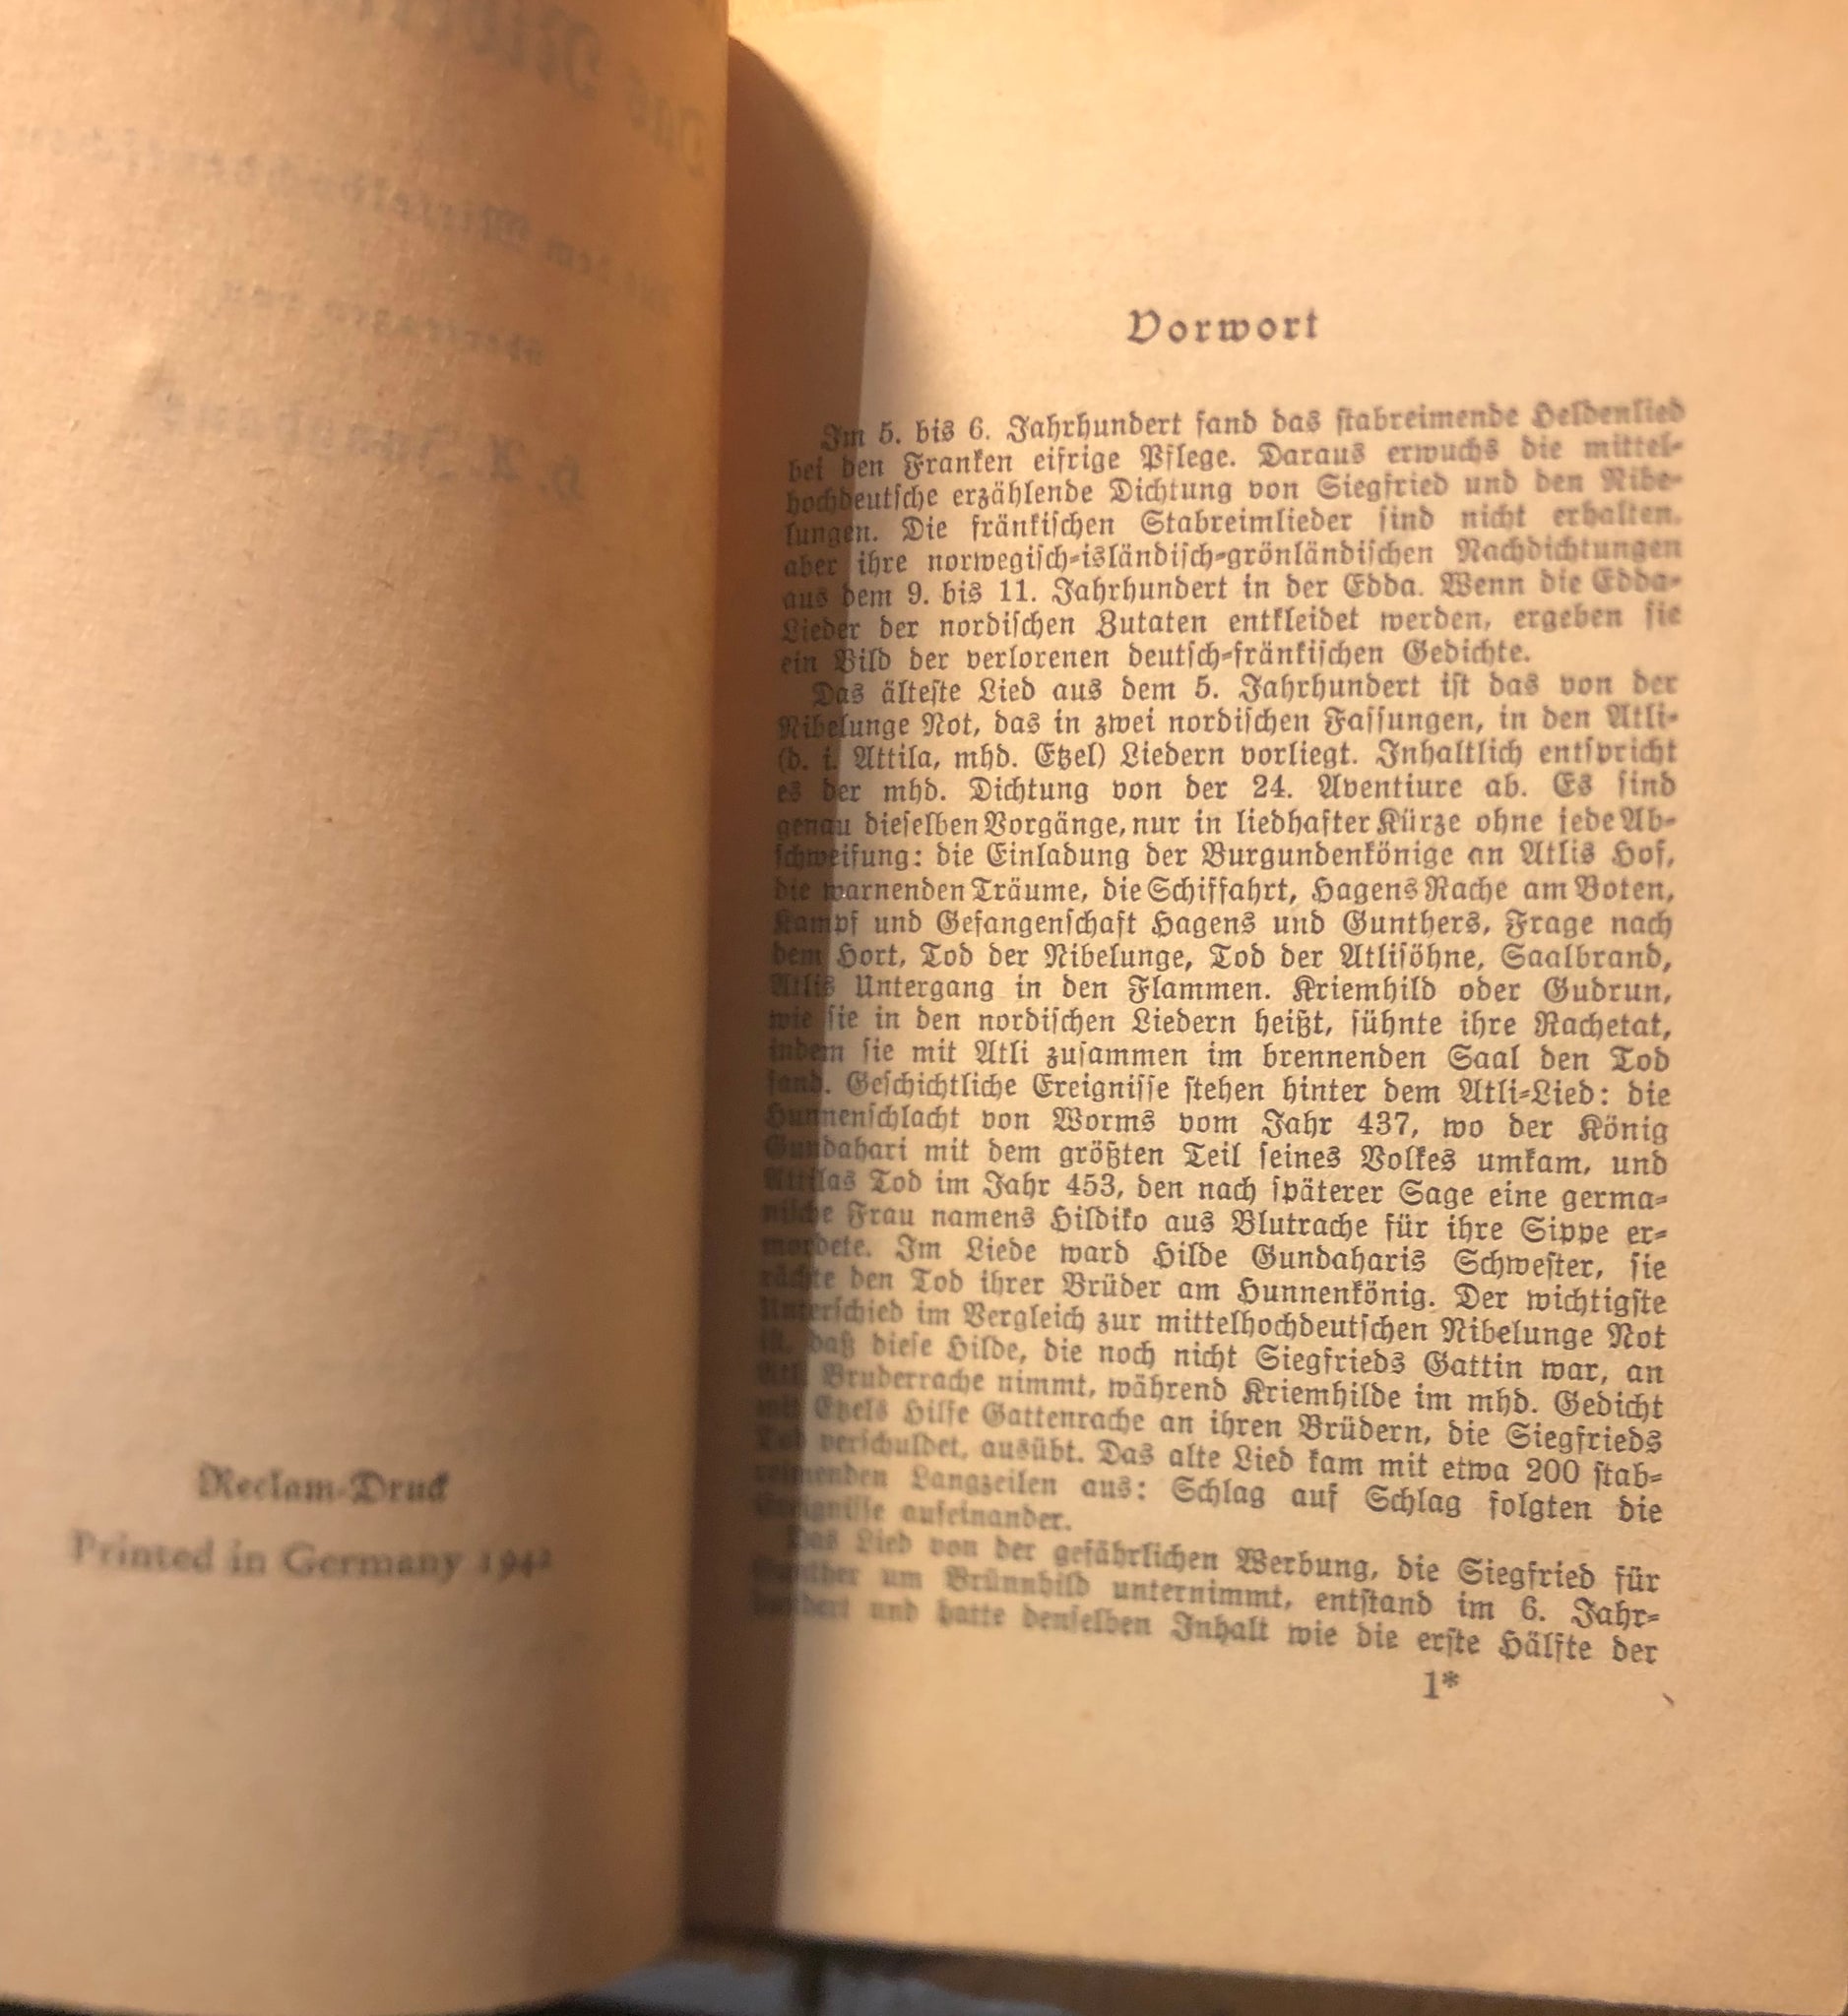 Reclam-Druck
Printed in Germany 1942
Vorwort
Im 5. bis 6. Jahrhundert fand das stabreimende Heldenlied
bei den Franken eifrige Pflege. Daraus erwuchs die mittel-
hochdeutsche erzählende Dichtung von Siegfried und den Nibe-
lungen. Die fränkischen Stabreimlieder sind nicht erhalten,
aber ihre norwegisch-isländisch-grönländischen Nachdichtungen
aus dem 9. bis 11. Jahrhundert in der Edda. Wenn die Edda-
Lieder der nordischen Zutaten entkleidet werden, ergeben sie
ein Bild der verlorenen deutsch-fränkischen Gedichte.
Das älteste Lied aus dem 5. Jahrhundert ist das von der
Nibelunge Not, das in zwei nordischen Fassungen, in den Atli-
(d. i. Attila, mhd. Etzel) Liedern vorliegt. Inhaltlich entspricht
es der mhd. Dichtung von der 24. Aventiure ab. Es sind
genau dieselben Vorgänge, nur in liedhafter Kürze ohne jede Ab-
schweifung: die Einladung der Burgundenkönige an Atlis Hof,
die warnenden Träume, die Schiffahrt, Hagens Rache am Boten,
Kampf und Gefangenschaft Hagens und Gunthers, Frage nach
dem Hort, Tod der Nibelunge, Tod der Atlisöhne, Saalbrand,
Atlis Untergang in den Flammen. Kriemhild oder Gudrun,
wie sie in den nordischen Liedern heißt, sühnte ihre Rachetat,
indem sie mit Atli zusammen im brennenden Saal den Tod
fand. Geschichtliche Ereignisse stehen hinter dem Atli-Lied: die
Hunnenschlacht von Worms vom Jahr 437, wo der König
Gundahari mit dem größten Teil seines Volkes umkam, und
Attilas Tod im Jahr 453, den nach späterer Sage eine germa-
nische Frau namens Hildiko aus Blutrache für ihre Sippe er-
mordete. Im Liede ward Hilde Gundaharis Schwester, sie
rächte den Tod ihrer Brüder am Hunnenkönig. Der wichtigste
Unterschied im Vergleich zur mittelhochdeutschen Nibelunge Not
ist, daß diese Hilde, die noch nicht Siegfrieds Gattin war, an
Atli Bruderrache nimmt, während Kriemhilde im mhd. Gedicht
mit Etzels Hilfe Gattenrache an ihren Brüdern, die Siegfrieds
Tod verschuldet, ausübt. Das alte Lied kam mit etwa 200 stab-
reimenden Langzeilen aus: Schlag auf Schlag folgten die
Ereignisse aufeinander.
Das Lied von der gefährlichen Werbung, die Siegfried für
Gunther um Brünnhild unternimmt, entstand im 6. Jahr-
hundert und hatte denselben Inhalt wie die erste Hälfte der
1*